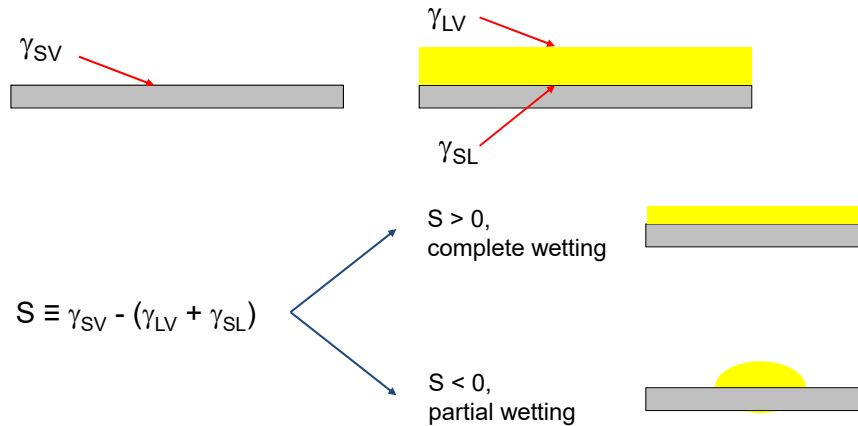 γSV
γLV
γSL
S > 0,
complete wetting
S ≡ γSV - (γLV + γSL)
S < 0,
partial wetting